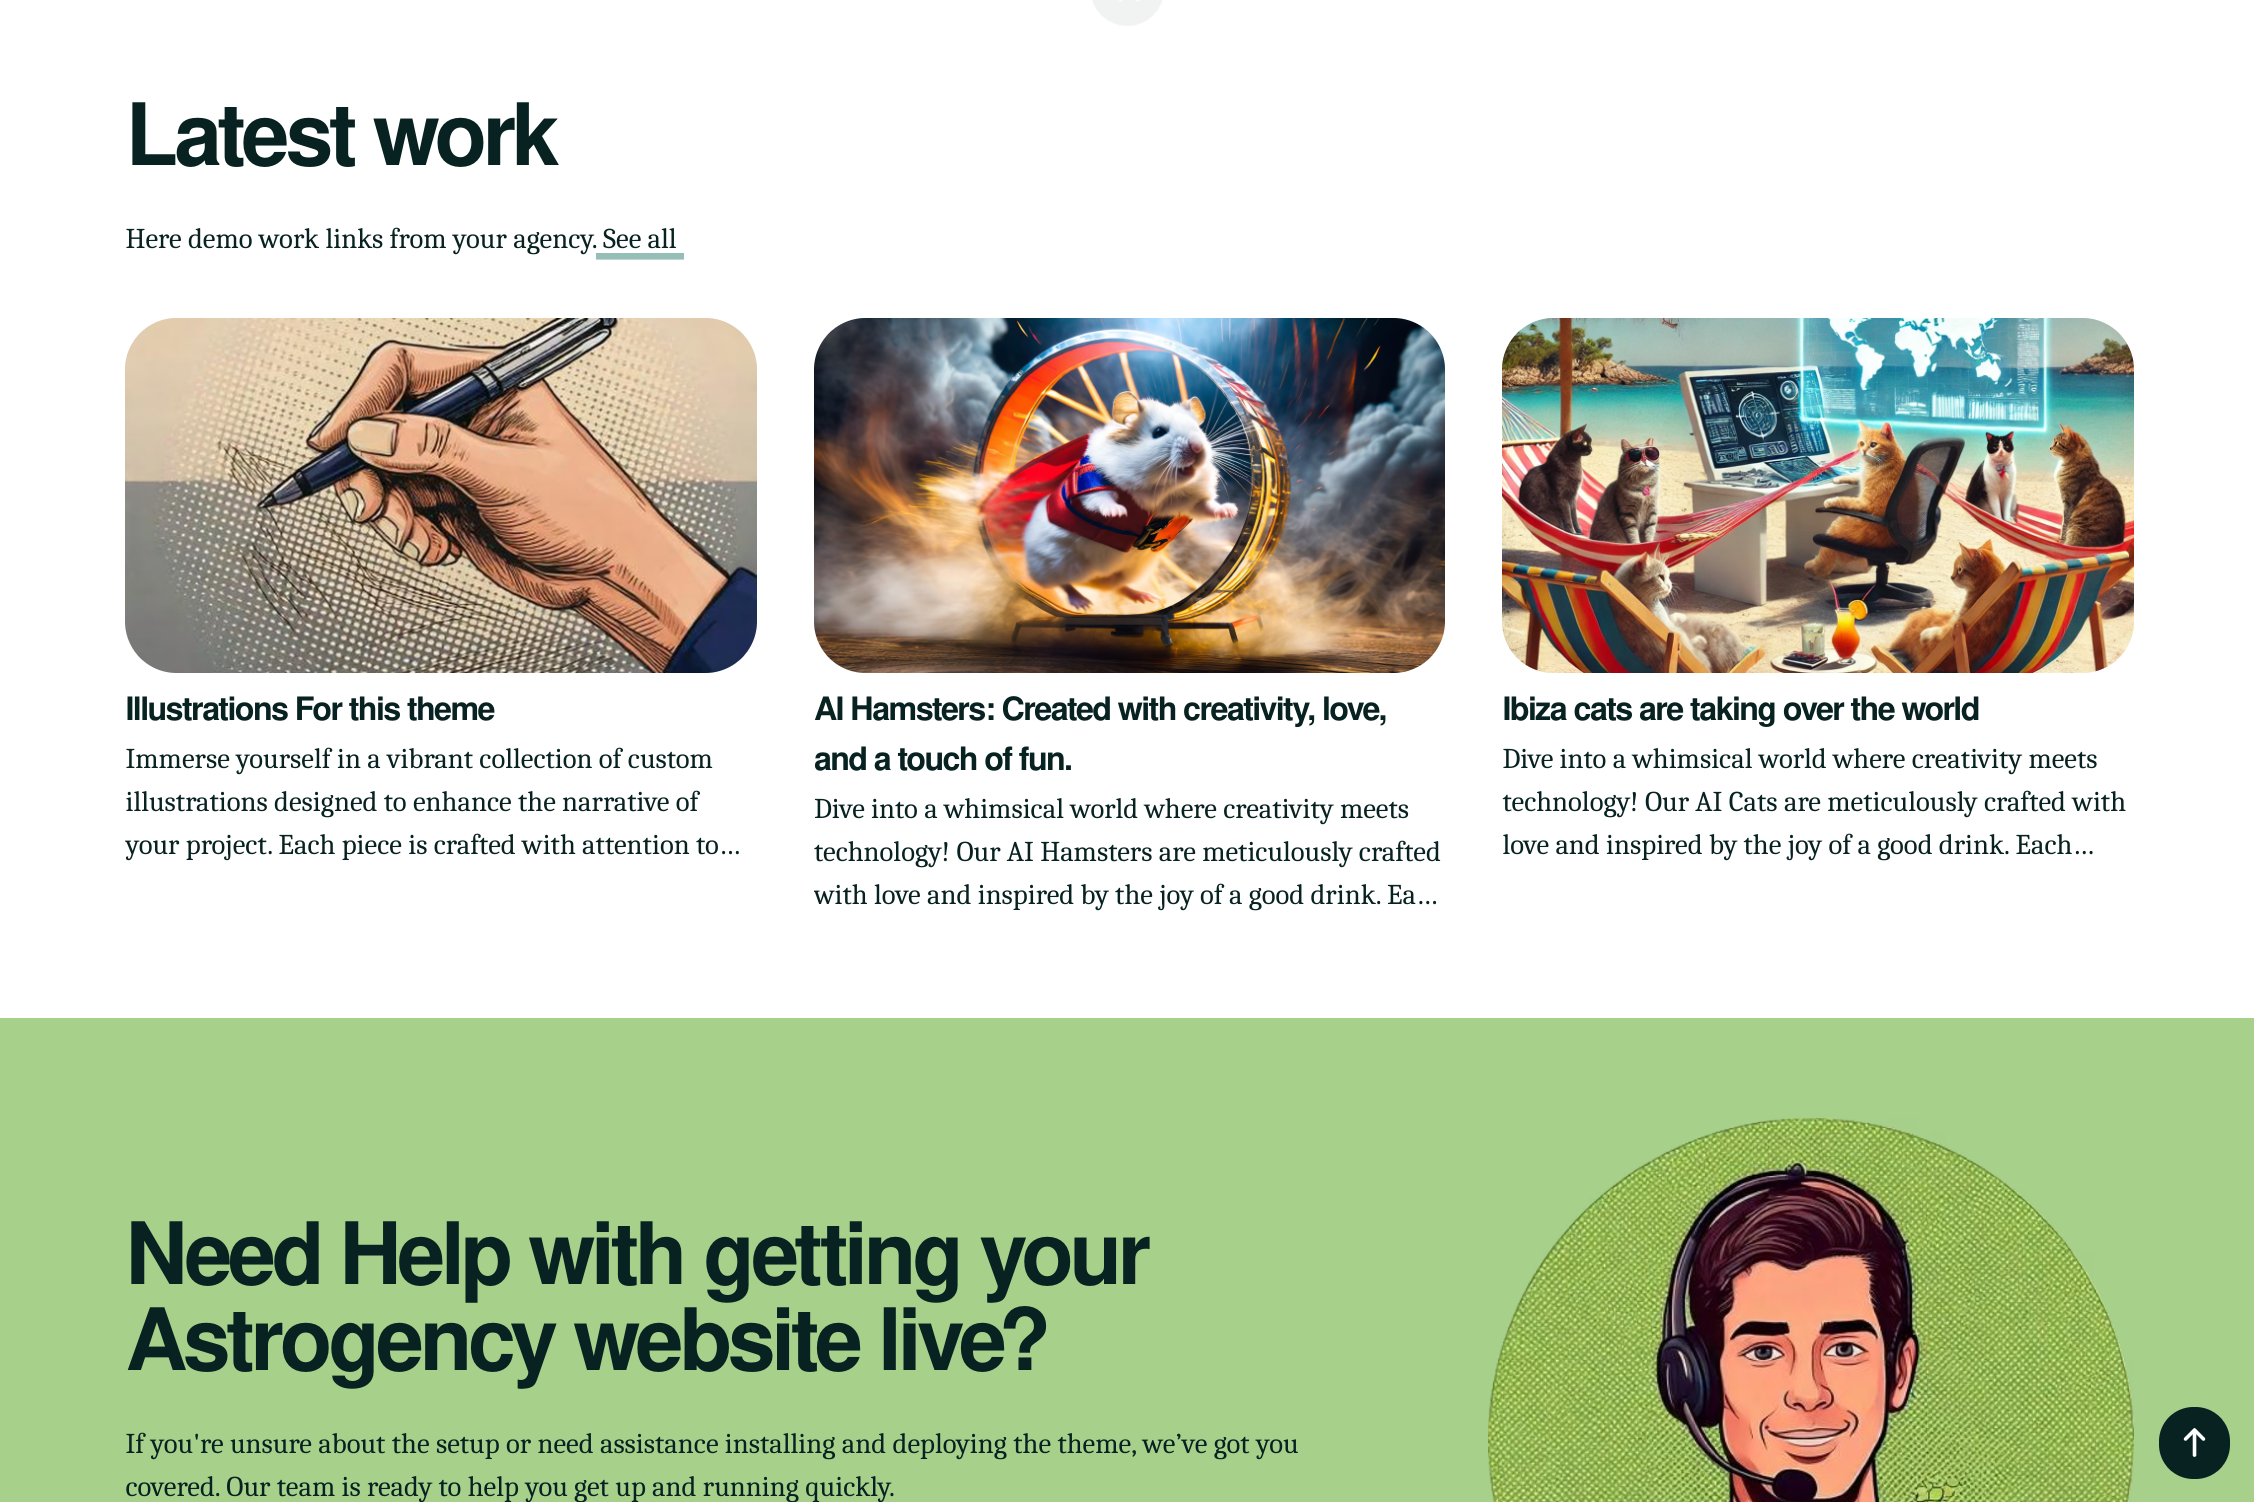 Latest work
Here demo work links from your agency. See all
Illustrations For this theme
Immerse yourself in a vibrant collection of custom
illustrations designed to enhance the narrative of
your project. Each piece is crafted with attention to…
AI Hamsters: Created with creativity, love,
and a touch of fun.
Dive into a whimsical world where creativity meets
technology! Our AI Hamsters are meticulously crafted
with love and inspired by the joy of a good drink. Ea…
Ibiza cats are taking over the world
Dive into a whimsical world where creativity meets
technology! Our AI Cats are meticulously crafted with
love and inspired by the joy of a good drink. Each…
Need Help with getting your
Astrogency website live?
If you're unsure about the setup or need assistance installing and deploying the theme, we’ve got you
covered. Our team is ready to help you get up and running quickly.